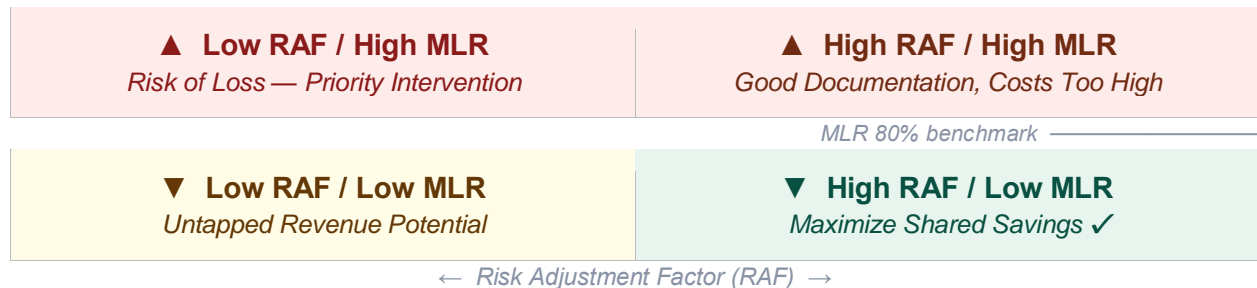 ▲ Low RAF / High MLR
Risk of Loss — Priority Intervention
▲ High RAF / High MLR
Good Documentation, Costs Too High
MLR 80% benchmark
▼ Low RAF / Low MLR
Untapped Revenue Potential
▼ High RAF / Low MLR
Maximize Shared Savings ✓
← Risk Adjustment Factor (RAF) →